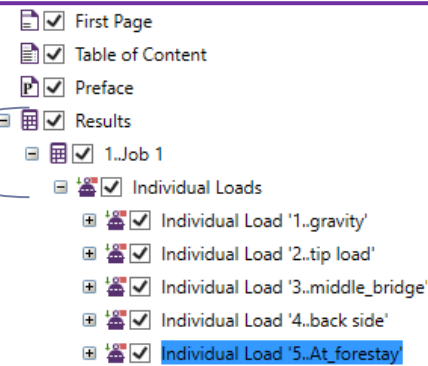 First Page
Table of Content
P Preface
Results
1..Job 1
Individual Loads
Individual Load '1..gravity'
Individual Load '2..tip load'
Individual Load '3..middle_bridge'
Individual Load '4..back side'
Individual Load '5..At_forestay'